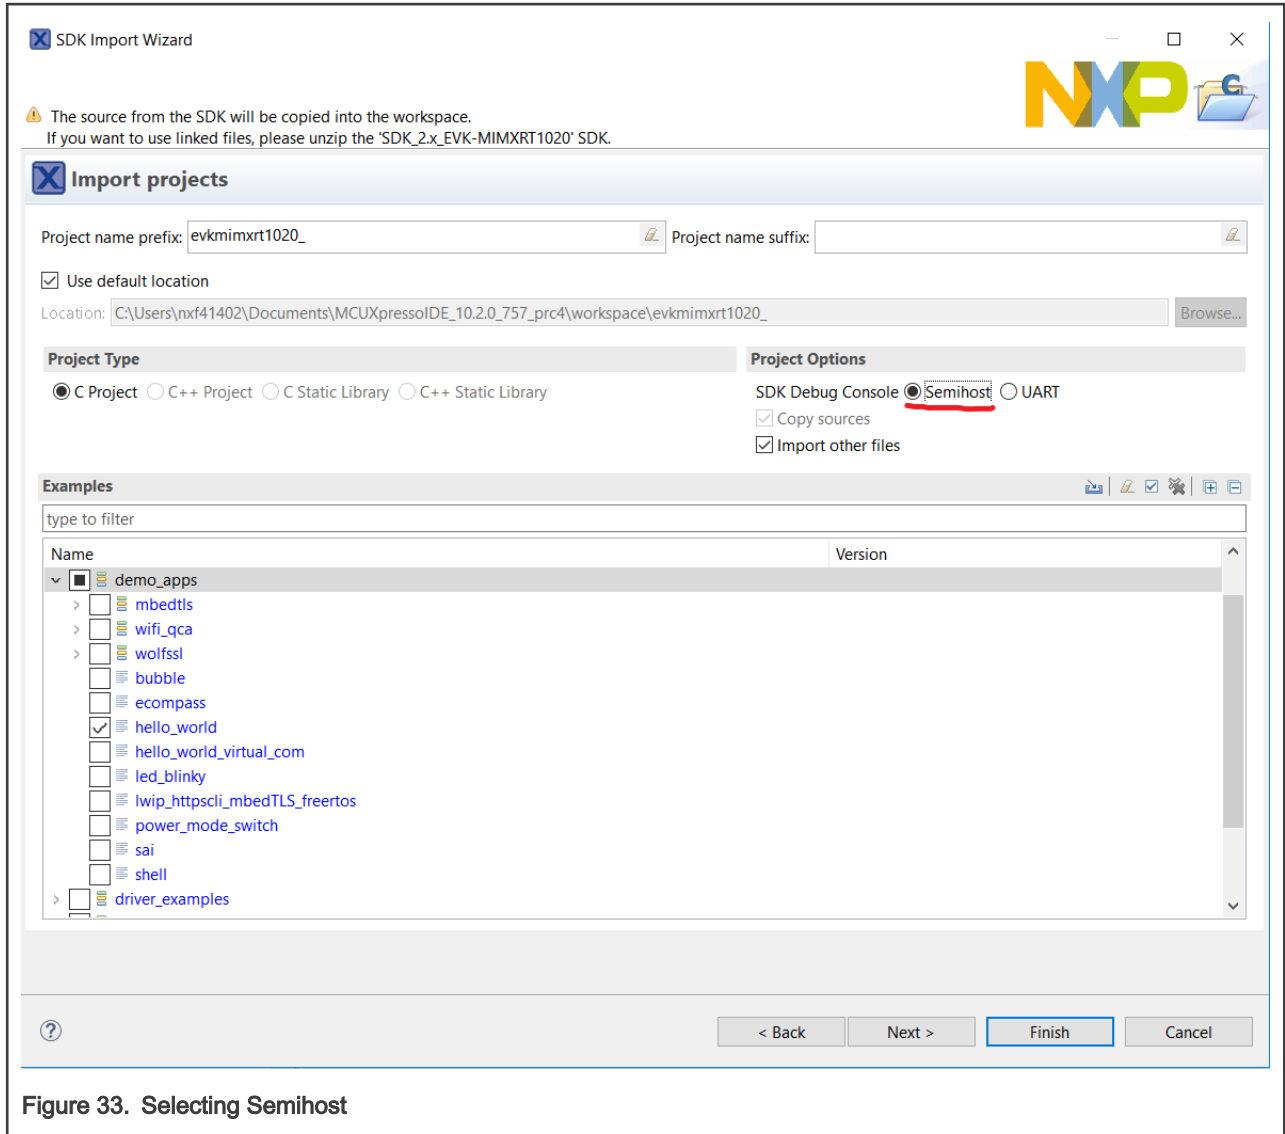 SDK Import Wizard
NXP
The source from the SDK will be copied into the workspace.
If you want to use linked files, please unzip the 'SDK_2.x_EVK-MIMXRT1020' SDK.
Import projects
Project name prefix: evkmimxrt1020_ Project name suffix:
Use default location
Location: C:\Users\nxf41402\Documents\MCUXpressoIDE_10.2.0_757_prc4\workspace\evkmimxrt1020_ Browse...
Project Type Project Options
C Project C++ Project C Static Library C++ Static Library SDK Debug Console Semihost UART
Copy sources
Import other files
Examples
type to filter
Name Version
demo_apps
mbedtls
wifi_qca
wolfssl
bubble
ecompass
hello_world
hello_world_virtual_com
led_blinky
lwip_httpscli_mbedTLS_freertos
power_mode_switch
sai
shell
driver_examples
< Back Next > Finish Cancel
Figure 33. Selecting Semihost